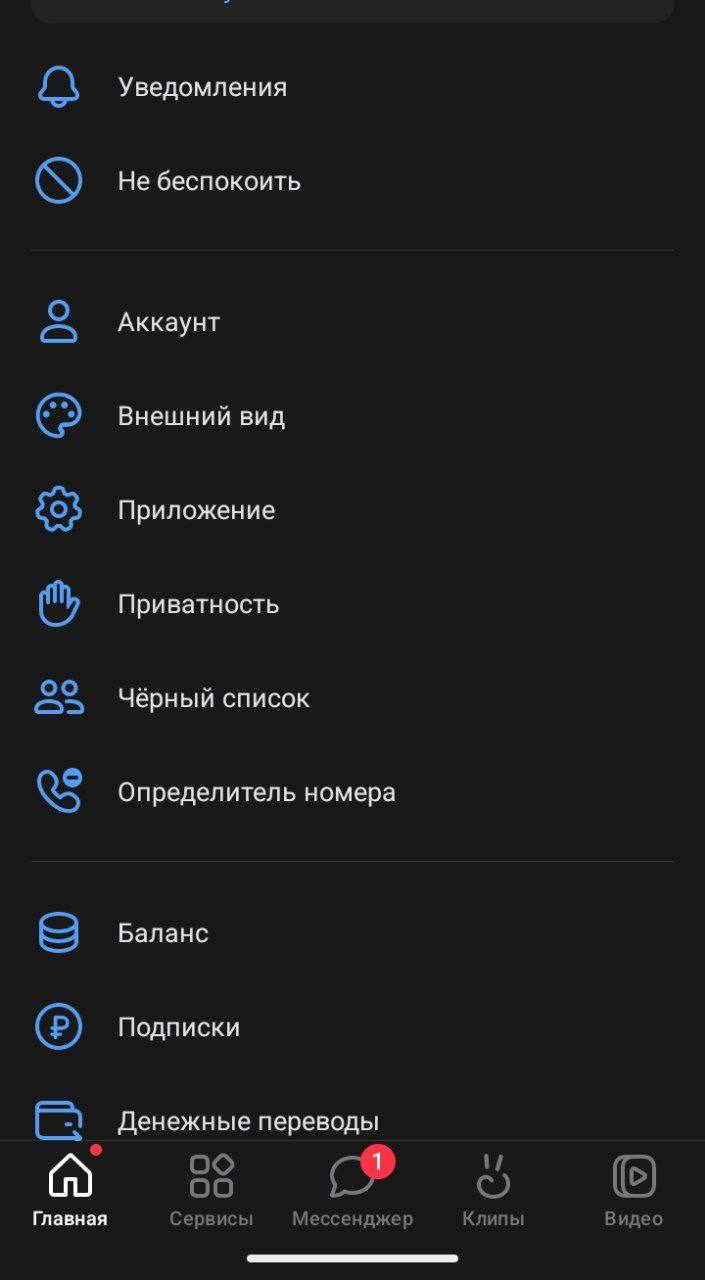 Уведомления
Не беспокоить
Аккаунт
Внешний вид
Приложение
Приватность
Чёрный список
Определитель номера
Баланс
Подписки
Денежные переводы
1
Главная
Сервисы
Мессенджер
Клипы
Видео